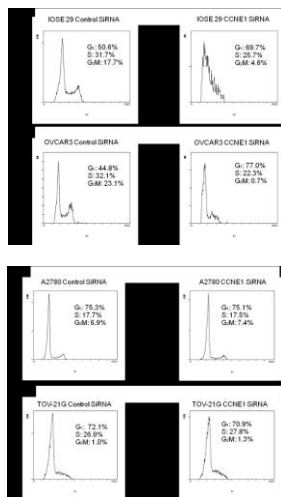 IOSE 29 Control SiRNA
G₁: 50.6%
S: 31.7%
G₂M: 17.7%
IOSE 29 CCNE1 SiRNA
G₁: 69.7%
S: 25.7%
G₂M: 4.6%
OVCAR3 Control SiRNA
G₁: 44.8%
S: 32.1%
G₂M: 23.1%
OVCAR3 CCNE1 SiRNA
G₁: 77.0%
S: 22.3%
G₂M: 0.7%
A2780 Control SiRNA
G₁: 75.3%
S: 17.7%
G₂M: 6.9%
A2780 CCNE1 SiRNA
G₁: 75.1%
S: 17.5%
G₂M: 7.4%
TOV-21G Control SiRNA
G₁: 72.1%
S: 26.9%
G₂M: 1.0%
TOV-21G CCNE1 SiRNA
G₁: 70.9%
S: 27.8%
G₂M: 1.3%